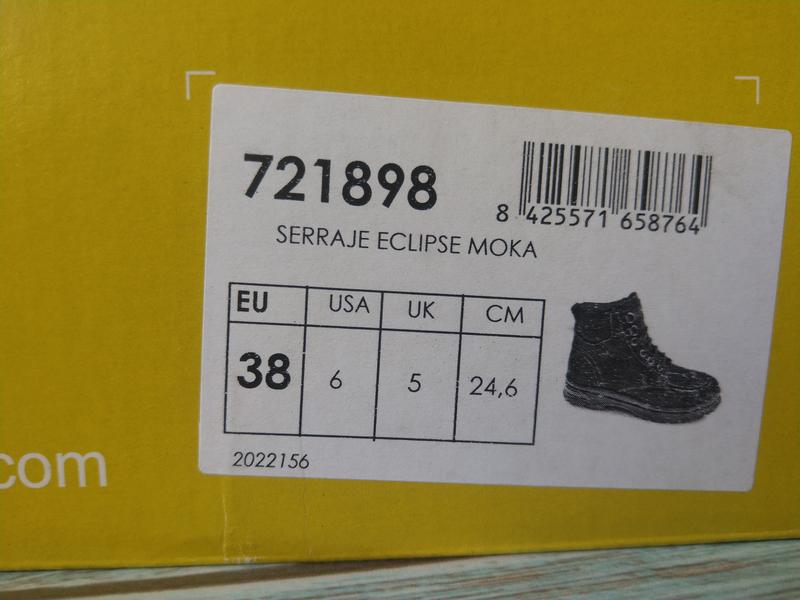 721898
8 425571 658764
SERRAJE ECLIPSE MOKA
EU USA UK CM
38 6 5 24,6
2022156
.com